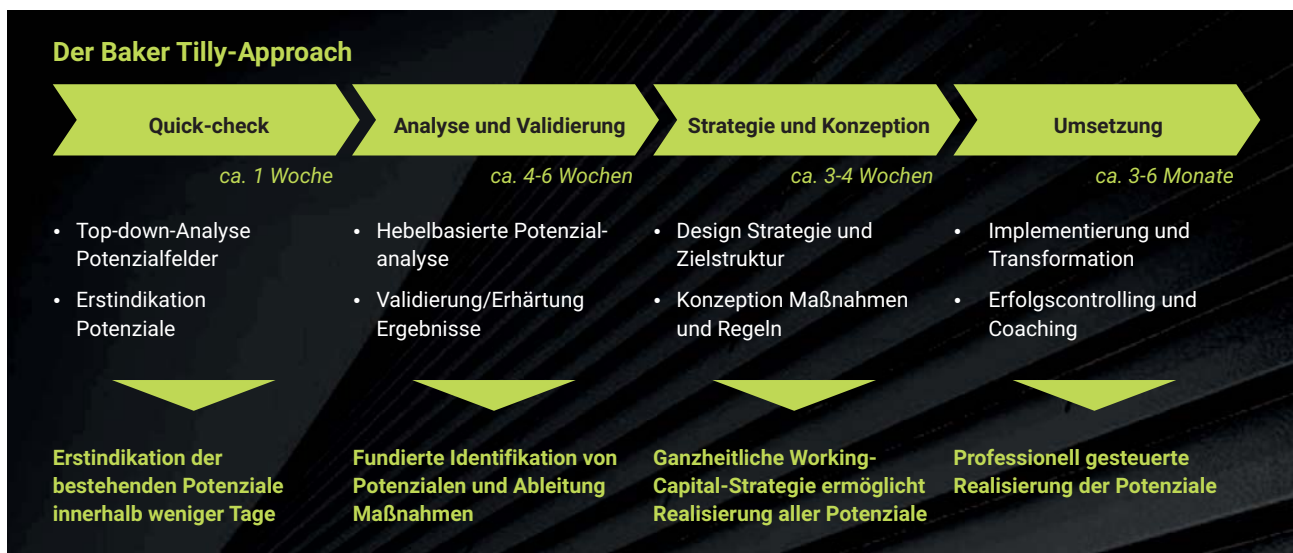 Der Baker Tilly-Approach
Quick-check
Analyse und Validierung
Strategie und Konzeption
Umsetzung
ca. 1 Woche
ca. 4-6 Wochen
ca. 3-4 Wochen
ca. 3-6 Monate
• Top-down-Analyse
Potenzialfelder
• Erstindikation
Potenziale
• Hebelbasierte Potenzial-
analyse
• Validierung/Erhärtung
Ergebnisse
• Design Strategie und
Zielstruktur
• Konzeption Maßnahmen
und Regeln
• Implementierung und
Transformation
• Erfolgscontrolling und
Coaching
Erstindikation der
bestehenden Potenziale
innerhalb weniger Tage
Fundierte Identifikation von
Potenzialen und Ableitung
Maßnahmen
Ganzheitliche Working-
Capital-Strategie ermöglicht
Realisierung aller Potenziale
Professionell gesteuerte
Realisierung der Potenziale